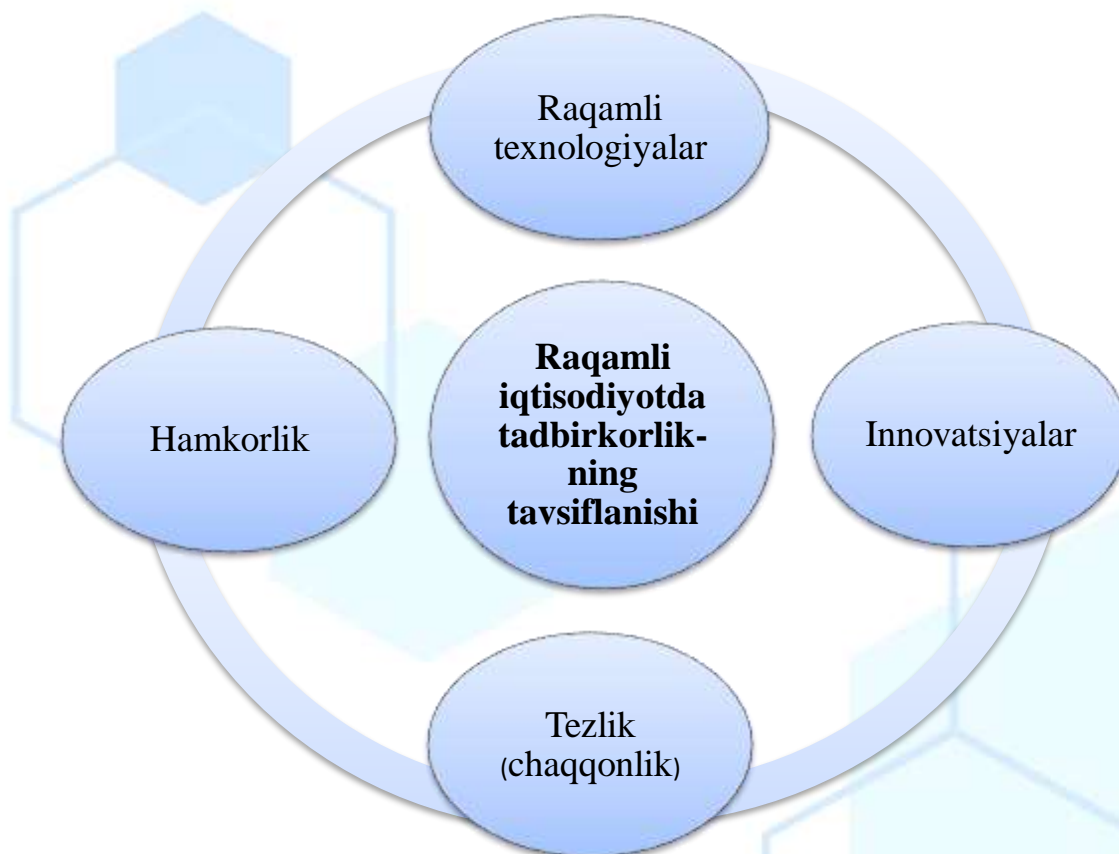 Raqamli
texnologiyalar
Raqamli
iqtisodiyotda
tadbirkorlik-
ning
tavsiflanishi
Hamkorlik
Innovatsiyalar
Tezlik
(chaqqonlik)